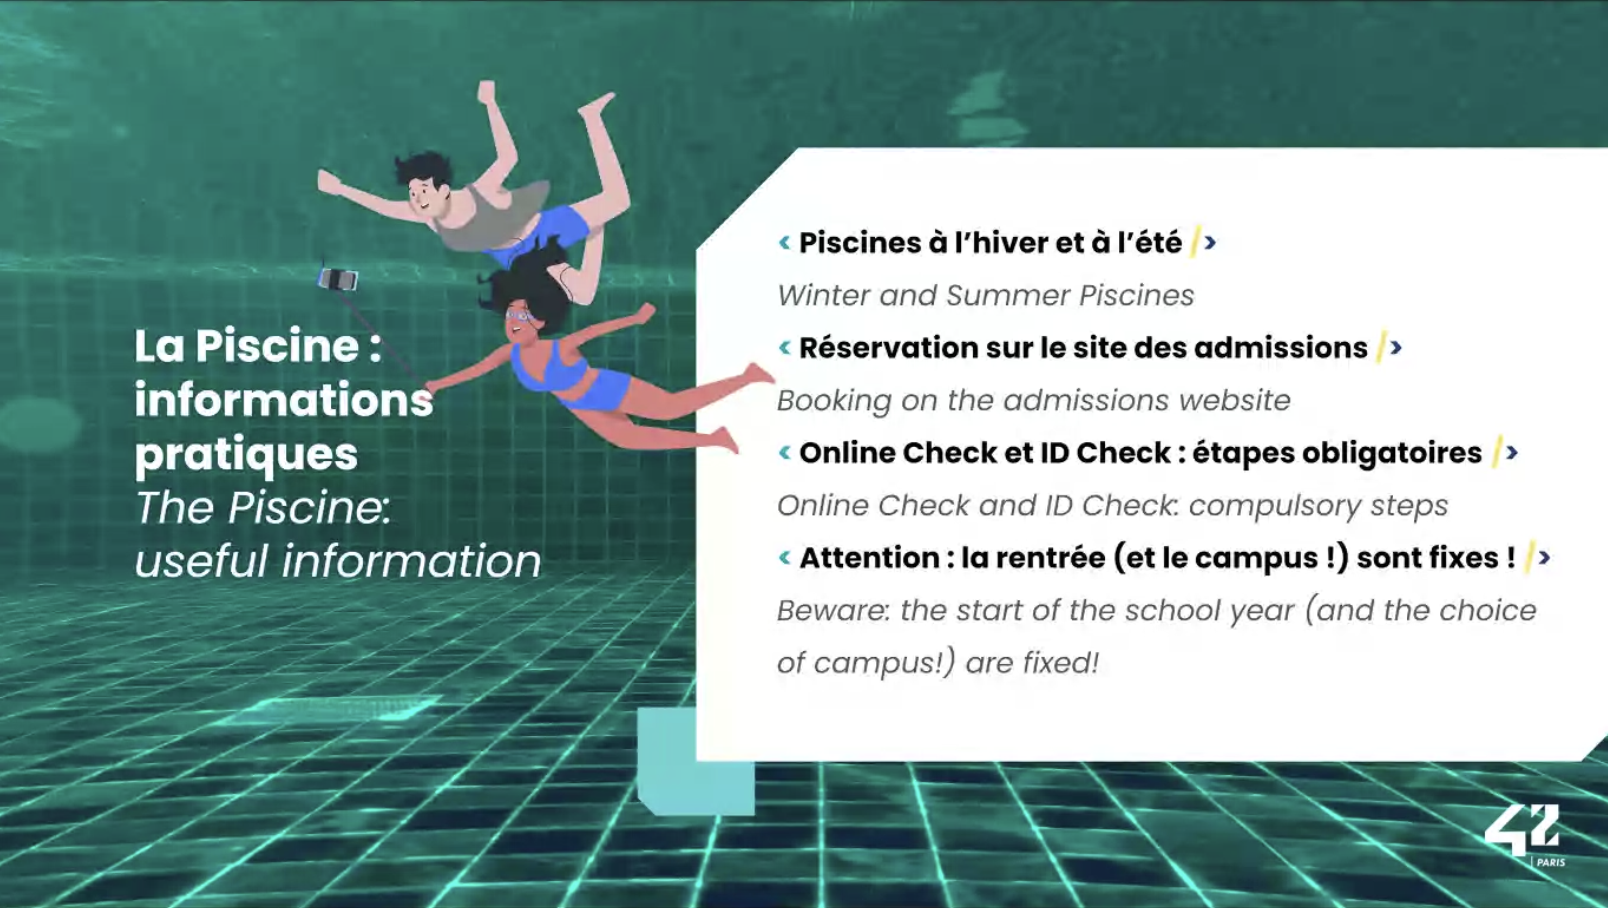 La Piscine :
informations
pratiques
The Piscine:
useful information
< Piscines à l’hiver et à l’été />
Winter and Summer Piscines
< Réservation sur le site des admissions />
Booking on the admissions website
< Online Check et ID Check : étapes obligatoires />
Online Check and ID Check: compulsory steps
< Attention : la rentrée (et le campus !) sont fixes ! />
Beware: the start of the school year (and the choice
of campus!) are fixed!
42
| PARIS